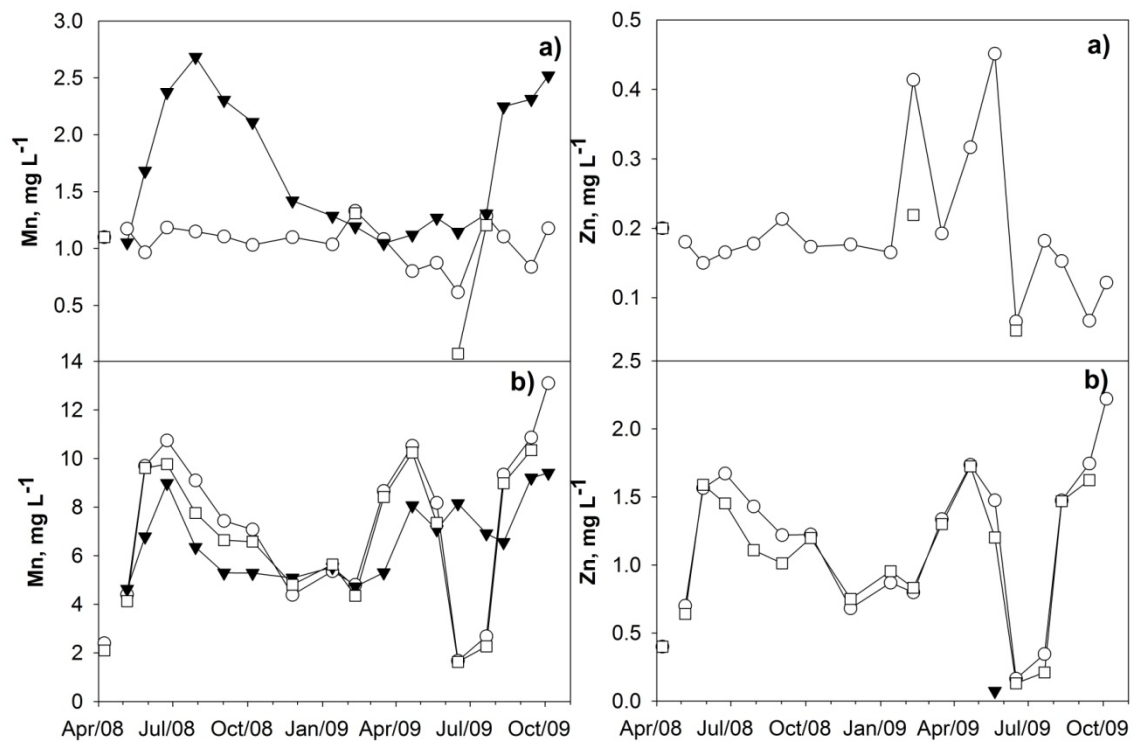 3.0
2.5
2.0
1.5
1.0
0.5
Mn, mg L⁻¹
a)
0.5
0.4
0.3
0.2
0.1
Zn, mg L⁻¹
a)
14
12
10
8
6
4
2
0
Mn, mg L⁻¹
b)
Apr/08 Jul/08 Oct/08 Jan/09 Apr/09 Jul/09 Oct/09
2.5
2.0
1.5
1.0
0.5
0.0
Zn, mg L⁻¹
b)
Apr/08 Jul/08 Oct/08 Jan/09 Apr/09 Jul/09 Oct/09